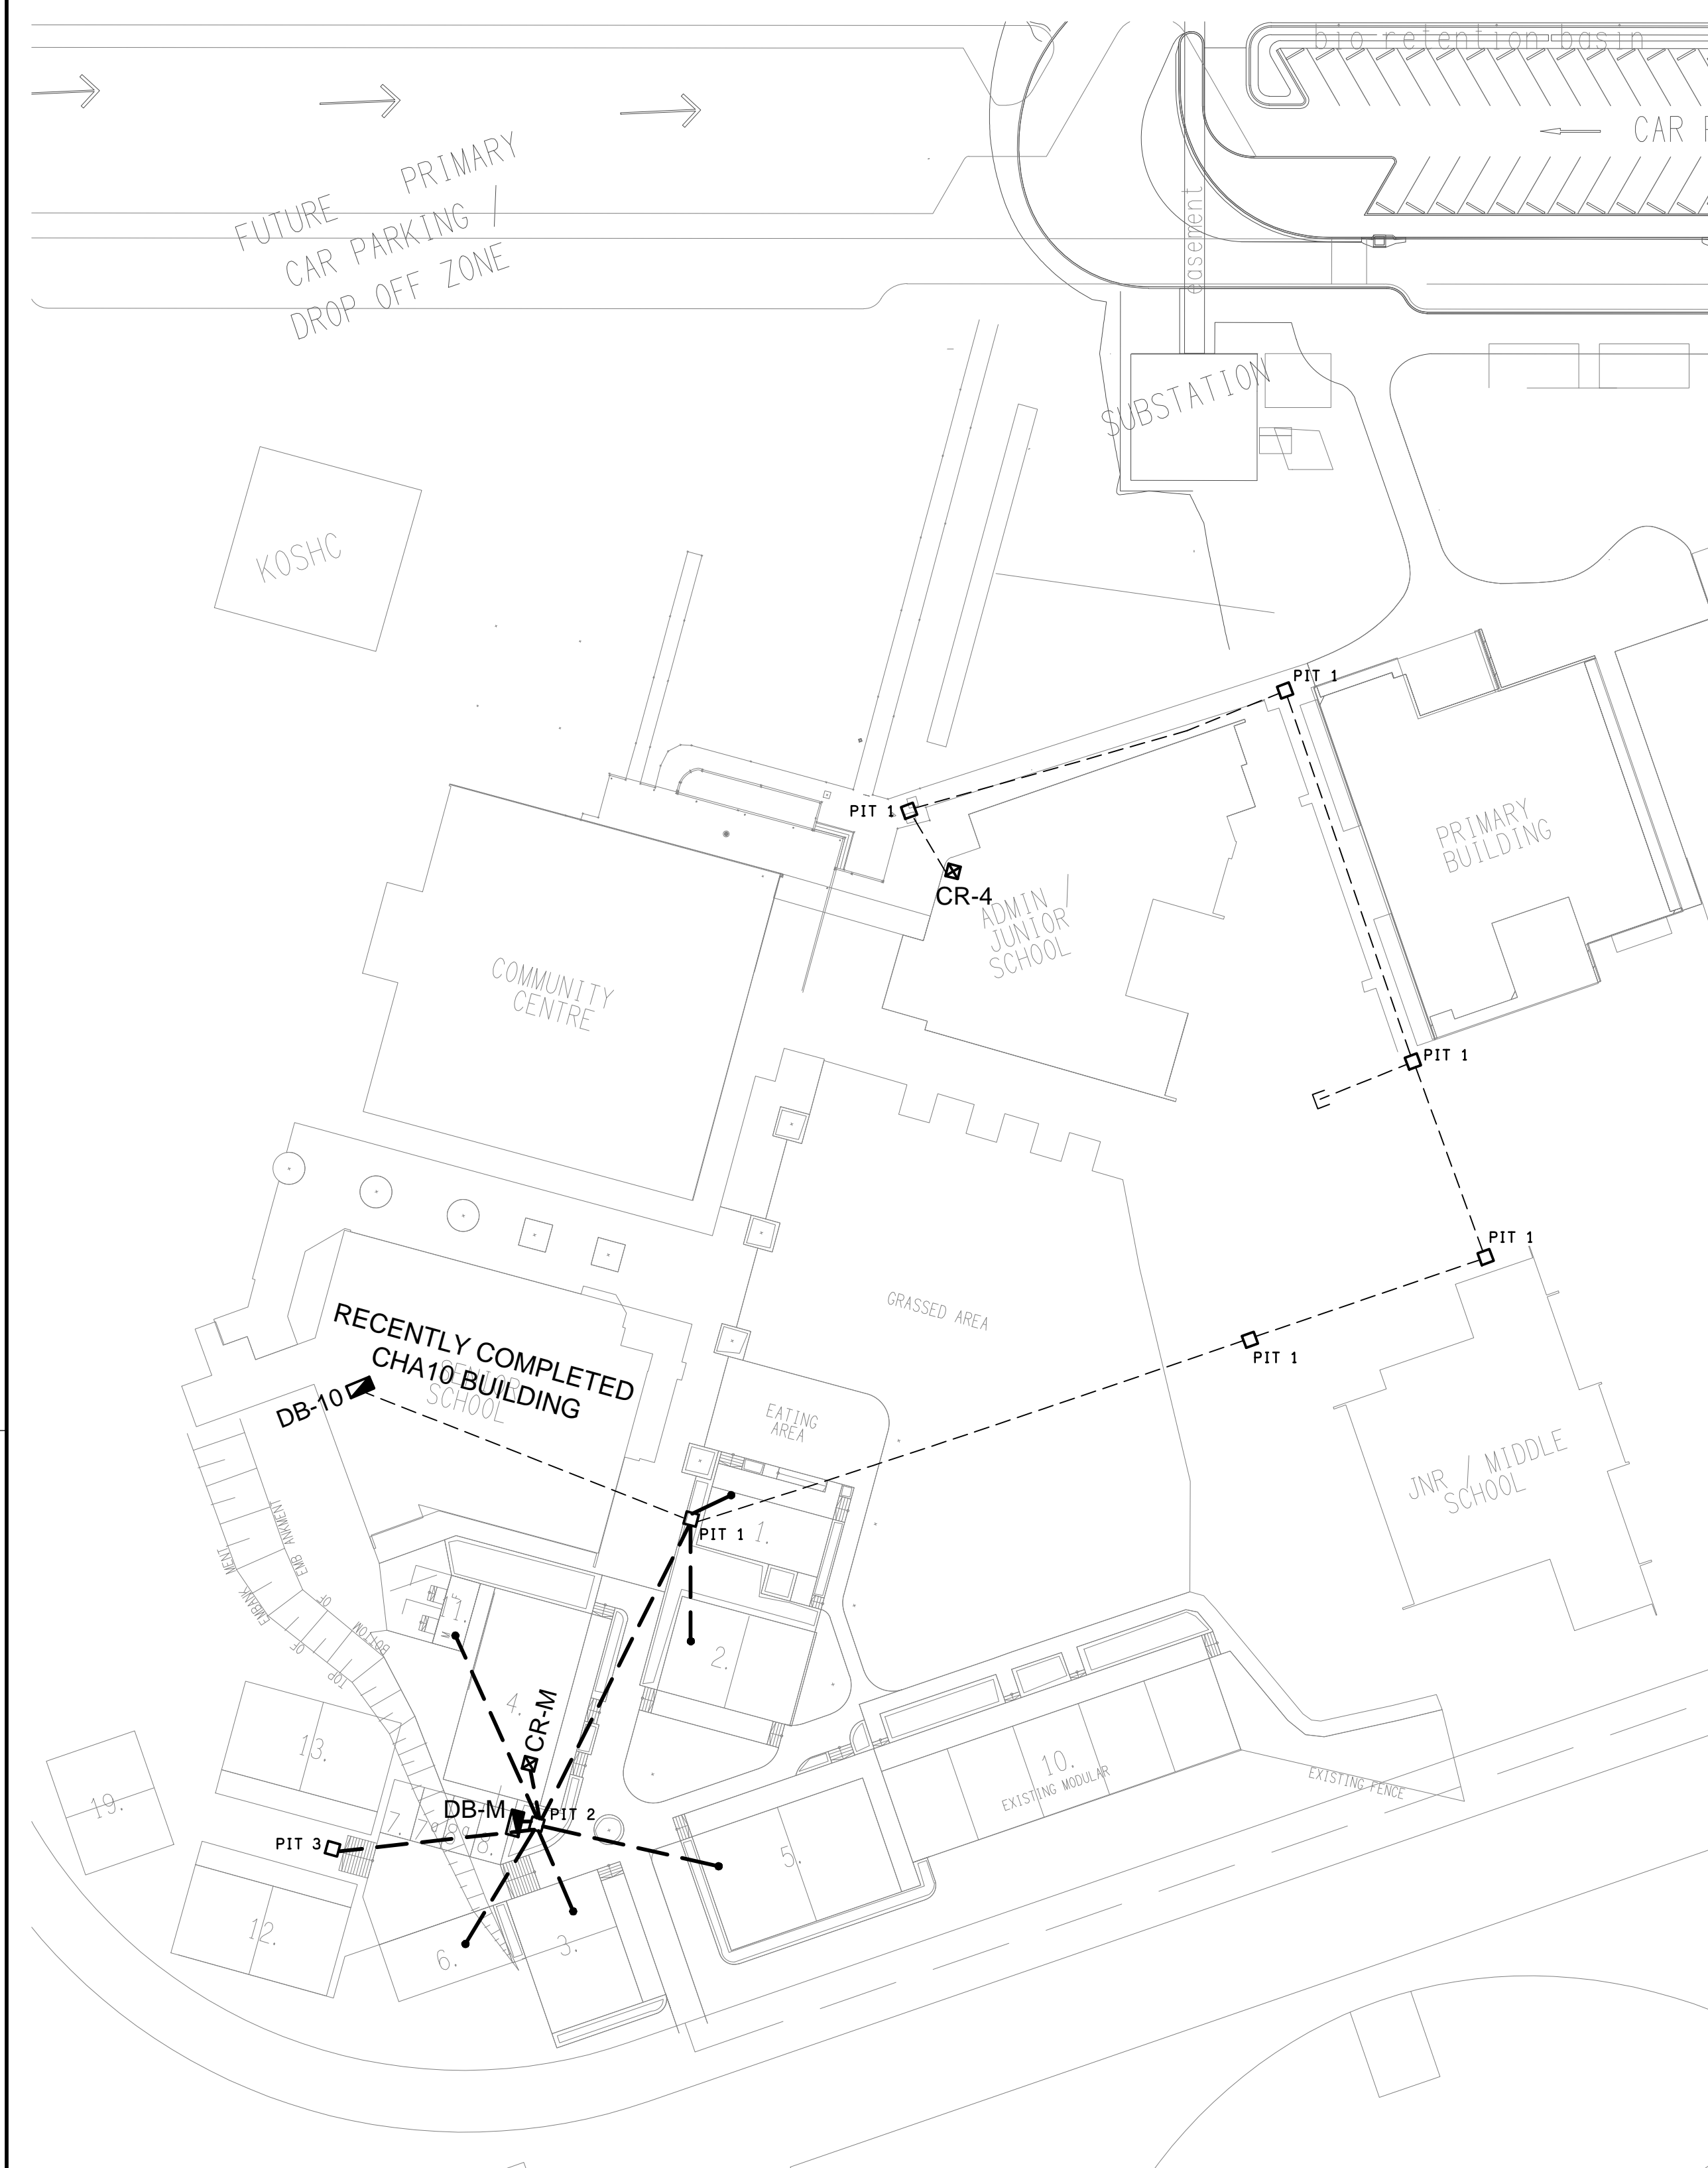 bio retention basin
CAR
easement
FUTURE PRIMARY
CAR PARKING /
DROP OFF ZONE
SUBSTATION
KOSHC
PIT 1
PIT 1
CR-4
ADMIN /
JUNIOR
SCHOOL
PRIMARY
BUILDING
COMMUNITY
CENTRE
PIT 1
PIT 1
GRASSED AREA
PIT 1
RECENTLY COMPLETED
CHA10 BUILDING
SENIOR
SCHOOL
DB-10
EATING
AREA
JNR / MIDDLE
SCHOOL
PIT 1
1.
EMB ANKMENT
MENT
EMBANK
OF
TOP
BOTTOM
OF
11.
2.
4.
CR-M
13.
10.
EXISTING MODULAR
EXISTING FENCE
19.
DB-M
PIT 2
7.
8.
PIT 3
5.
12.
6.
3.